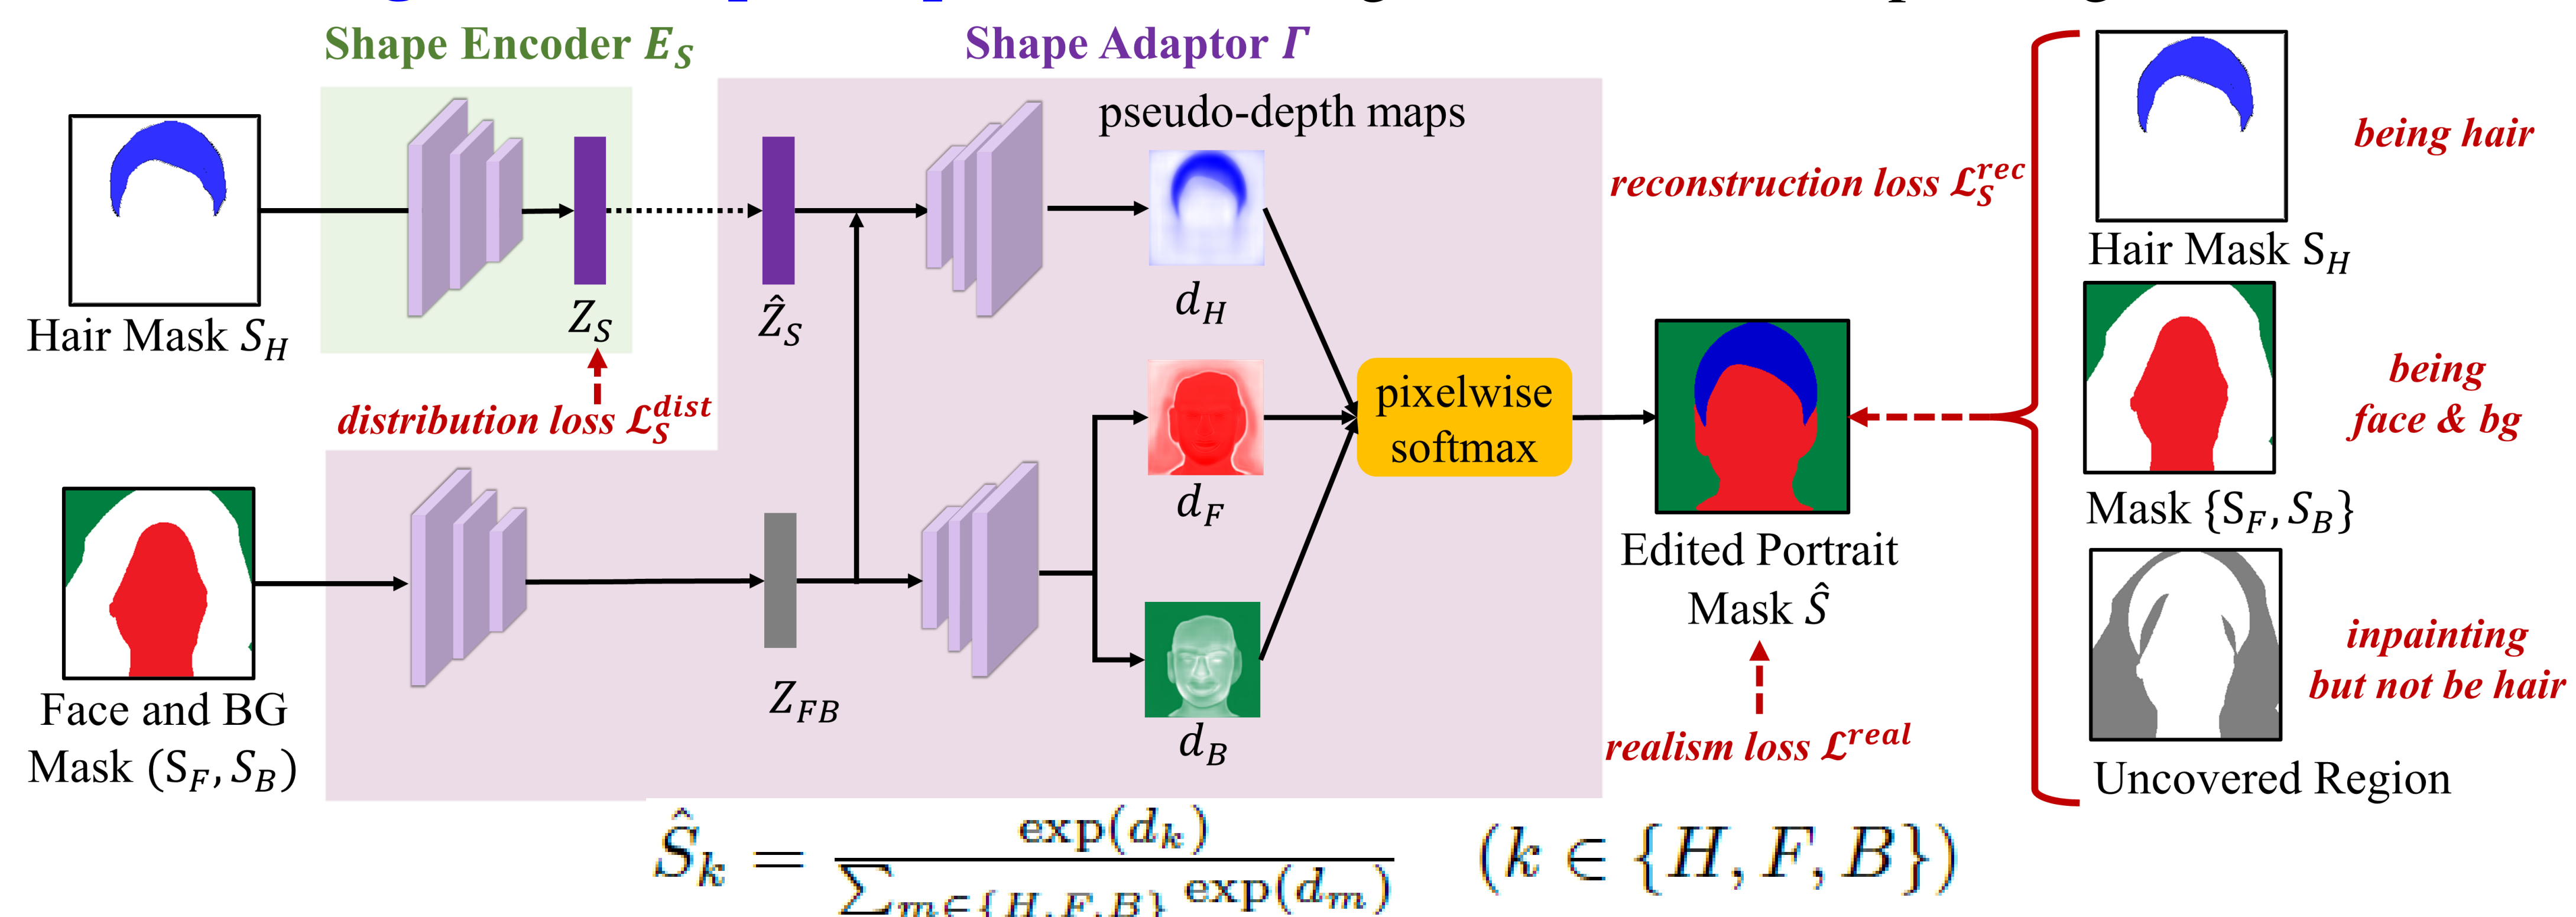 Shape Encoder E_S
Shape Adaptor Γ
pseudo-depth maps
Hair Mask S_H
Z_S
Ẑ_S
d_H
distribution loss ℒ_S^dist
d_F
pixelwise
softmax
Face and BG
Mask (S_F, S_B)
Z_FB
d_B
Edited Portrait
Mask Ŝ
realism loss ℒ^real
reconstruction loss ℒ_S^rec
being hair
Hair Mask S_H
being
face & bg
Mask {S_F, S_B}
inpainting
but not be hair
Uncovered Region
Ŝ_k = exp(d_k) / ∑_{m∈{H,F,B}} exp(d_m) (k ∈ {H, F, B})